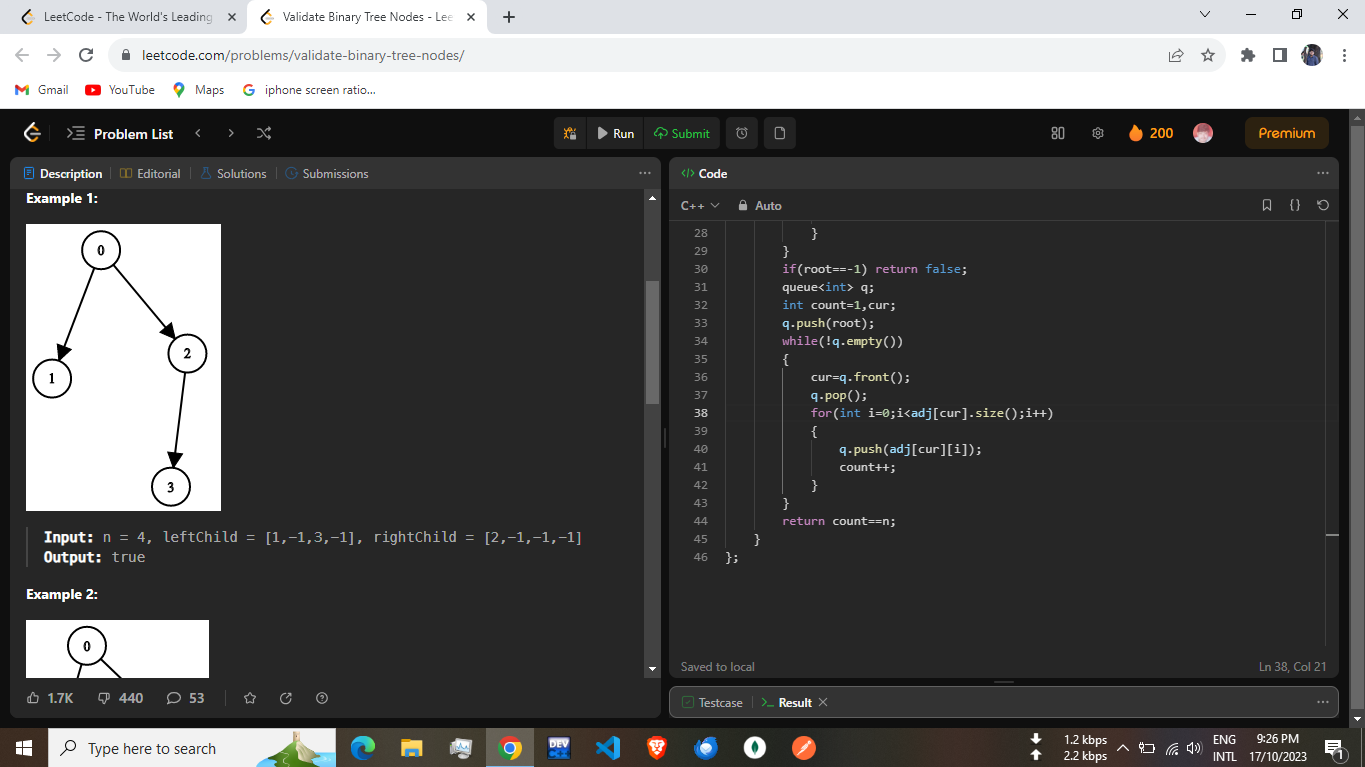 LeetCode - The World's Leading
Validate Binary Tree Nodes - Lee
leetcode.com/problems/validate-binary-tree-nodes/
Gmail
YouTube
Maps
iphone screen ratio...
Problem List
Run
Submit
200
Premium
Description
Editorial
Solutions
Submissions
Example 1:
0
2
1
3
Input: n = 4, leftChild = [1,-1,3,-1], rightChild = [2,-1,-1,-1]
Output: true
Example 2:
0
1.7K
440
53
</> Code
C++
Auto
28 }
29 }
30 if(root==-1) return false;
31 queue<int> q;
32 int count=1,cur;
33 q.push(root);
34 while(!q.empty())
35 {
36 cur=q.front();
37 q.pop();
38 for(int i=0;i<adj[cur].size();i++)
39 {
40 q.push(adj[cur][i]);
41 count++;
42 }
43 }
44 return count==n;
45 }
46 };
Saved to local
Ln 38, Col 21
Testcase
Result
Type here to search
DEV
1.2 kbps
2.2 kbps
ENG
INTL
9:26 PM
17/10/2023
1